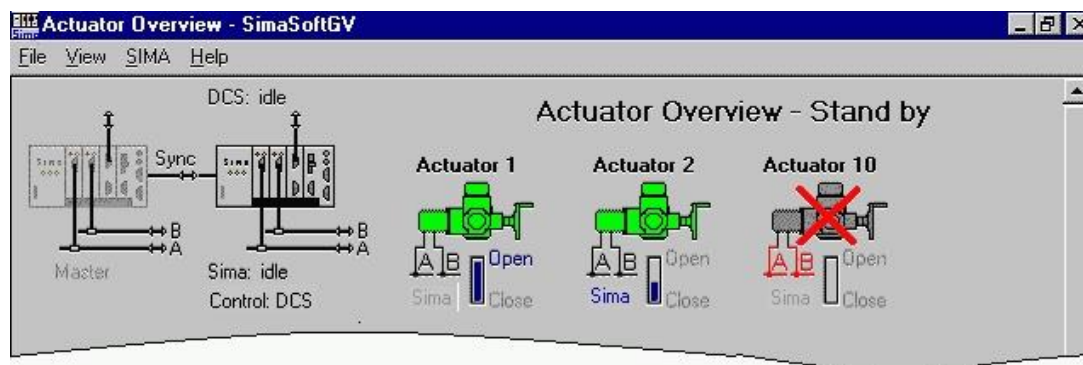 Actuator Overview - SimaSoftGV
File View SIMA Help
DCS: idle
Actuator Overview - Stand by
Sync
Actuator 1
Actuator 2
Actuator 10
B
A
Master
B
A
Sima: idle
Control: DCS
A B Open
Sima Close
A B Open
Sima Close
A B Open
Sima Close